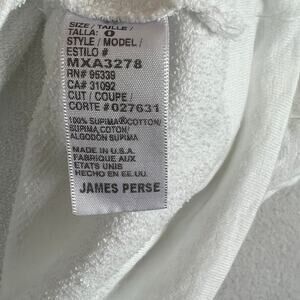 SIZE / TAILLE /
TALLA: 0
STYLE / MODEL /
ESTILO #
MXA3278
RN# 95339
CA# 31092
CUT / COUPE /
CORTE # 027631
100% SUPIMA® COTTON/
SUPIMA COTON/
ALGODON SUPIMA
MADE IN U.S.A.
FABRIQUE AUX
ETATS UNIS
HECHO EN EE.UU.
JAMES PERSE